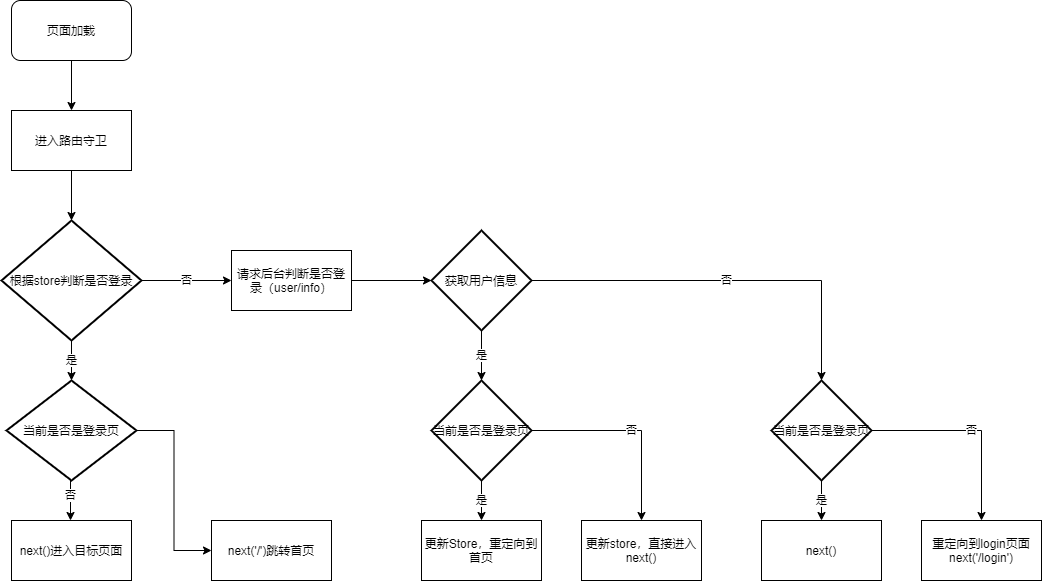 页面加载
进入路由守卫
根据store判断是否登录
否
请求后台判断是否登
录（user/info）
获取用户信息
否
是
是
当前是否是登录页
当前是否是登录页
否
当前是否是登录页
否
否
是
是
next()进入目标页面
next('/')跳转首页
更新Store，重定向到
首页
更新store，直接进入
next()
next()
重定向到login页面
next('/login')